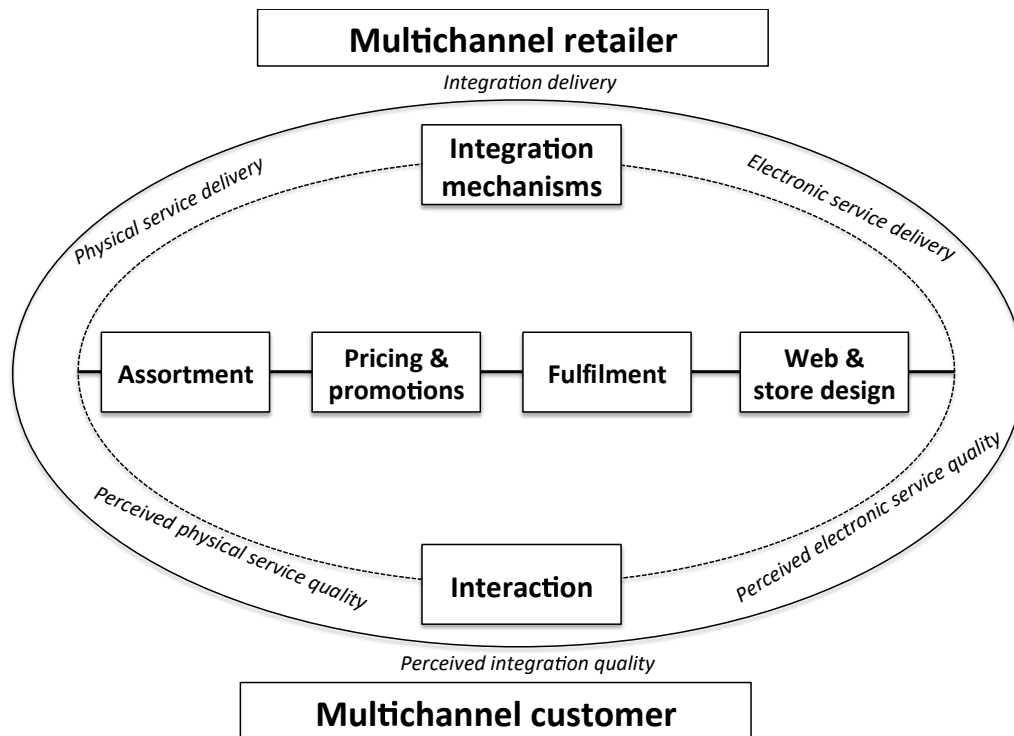 Multichannel retailer
Integration delivery
Integration
mechanisms
Physical service delivery
Electronic service delivery
Assortment
Pricing &
promotions
Fulfilment
Web &
store design
Perceived physical service quality
Perceived electronic service quality
Interaction
Perceived integration quality
Multichannel customer